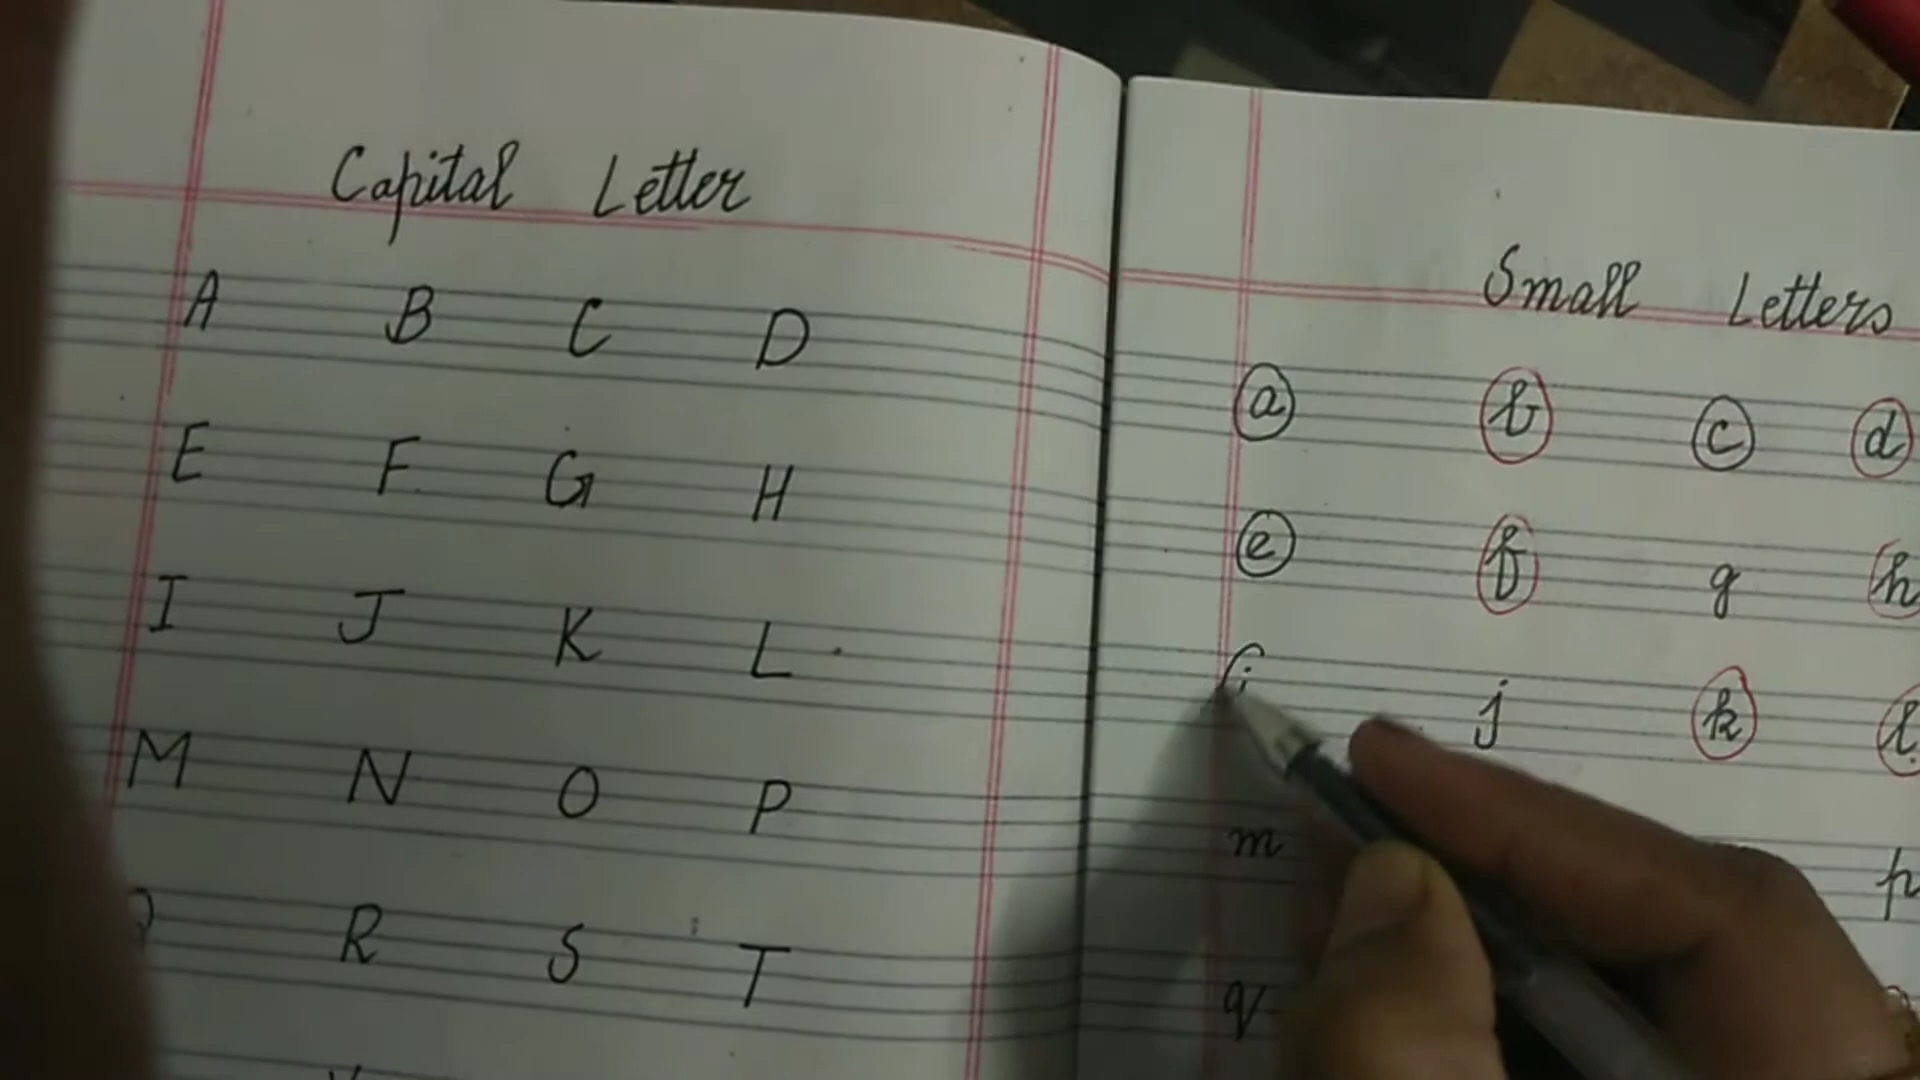 Capital Letter
A B C D
E F G H
I J K L
M N O P
R S T
Small Letters
a b c d
e f g h
i j k l
m p
q